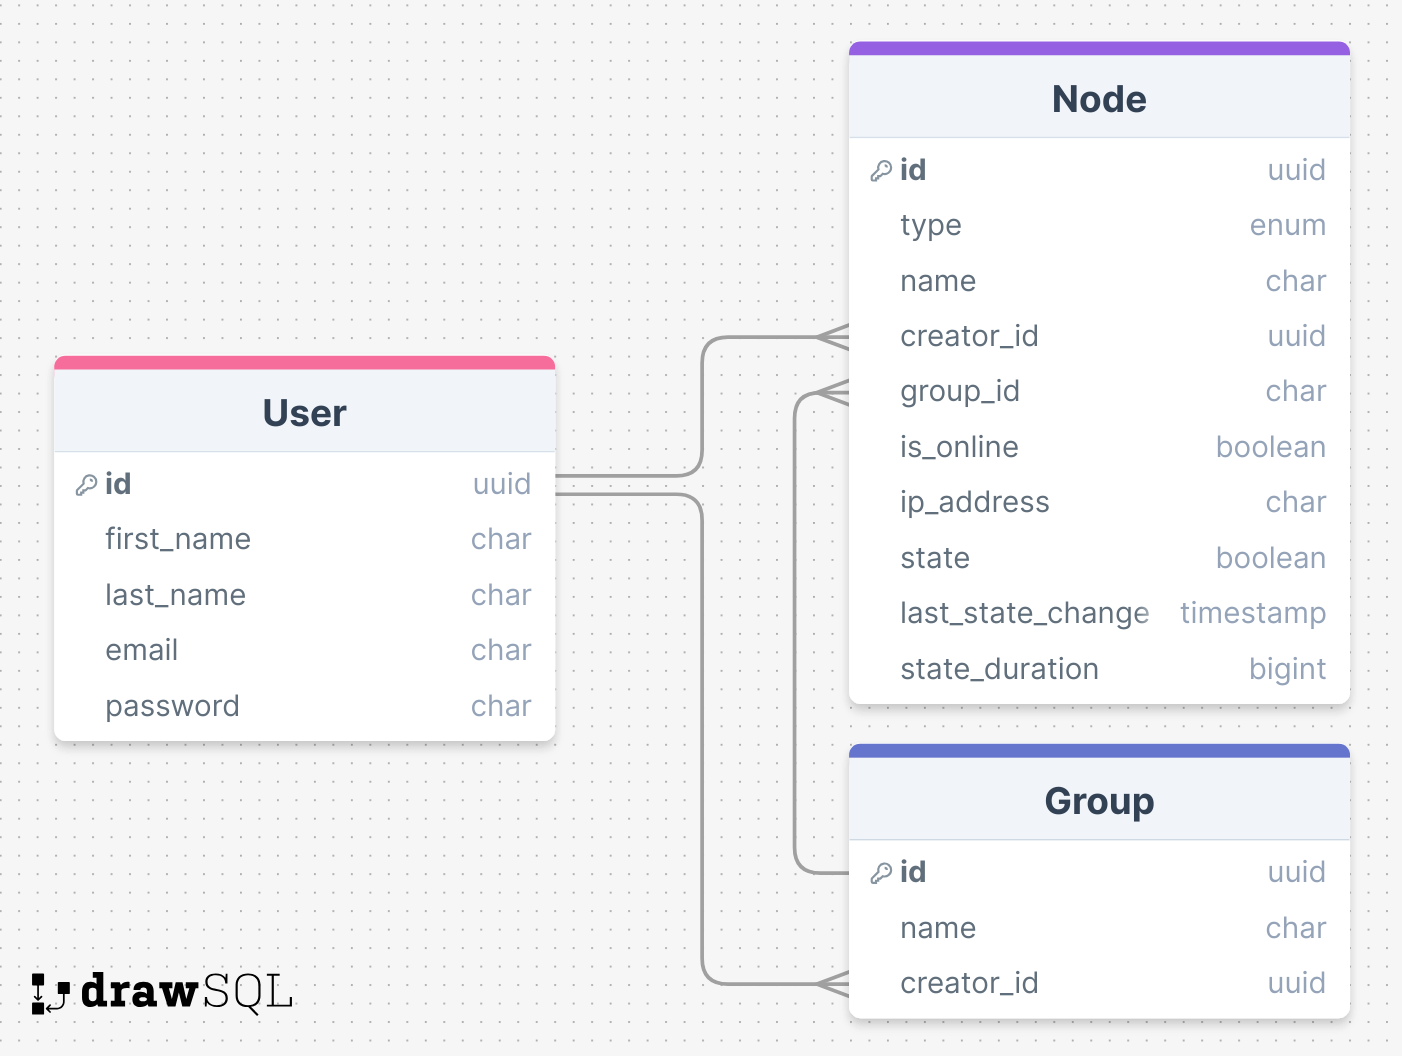 Node
id uuid
type enum
name char
creator_id uuid
group_id char
is_online boolean
ip_address char
state boolean
last_state_change timestamp
state_duration bigint
User
id uuid
first_name char
last_name char
email char
password char
Group
id uuid
name char
creator_id uuid
drawSQL